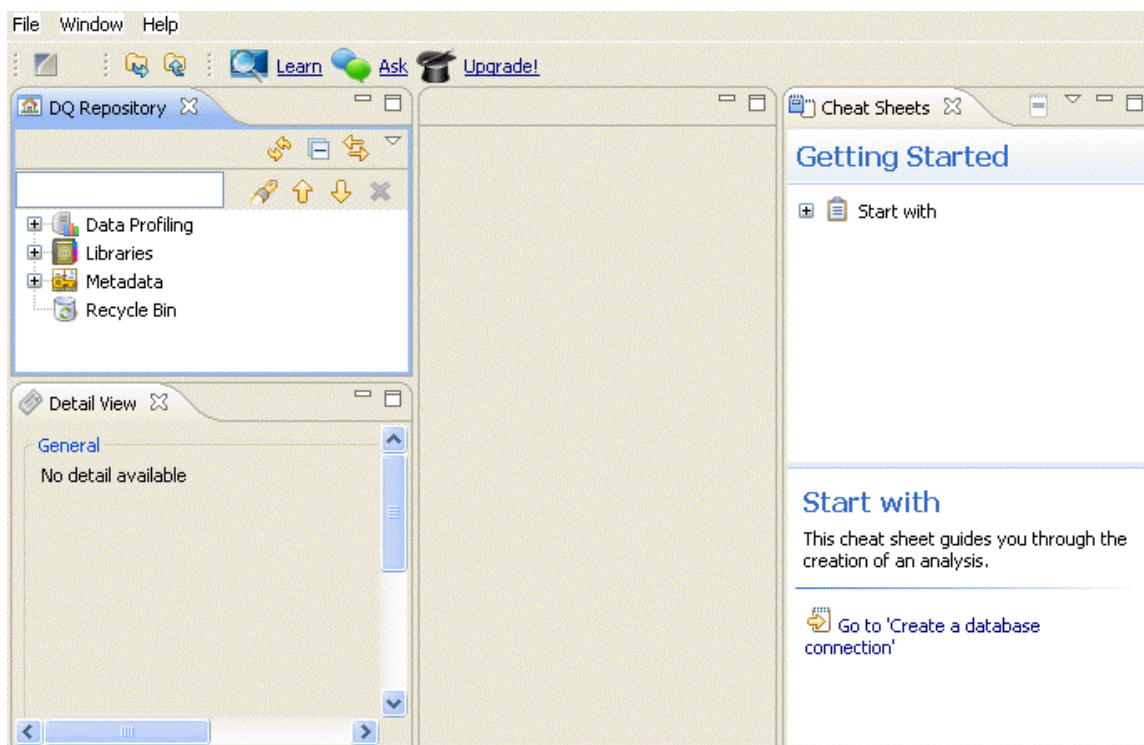 File Window Help
Learn Ask Upgrade!
DQ Repository
Data Profiling
Libraries
Metadata
Recycle Bin
Detail View
General
No detail available
Cheat Sheets
Getting Started
Start with
Start with
This cheat sheet guides you through the
creation of an analysis.
Go to 'Create a database
connection'